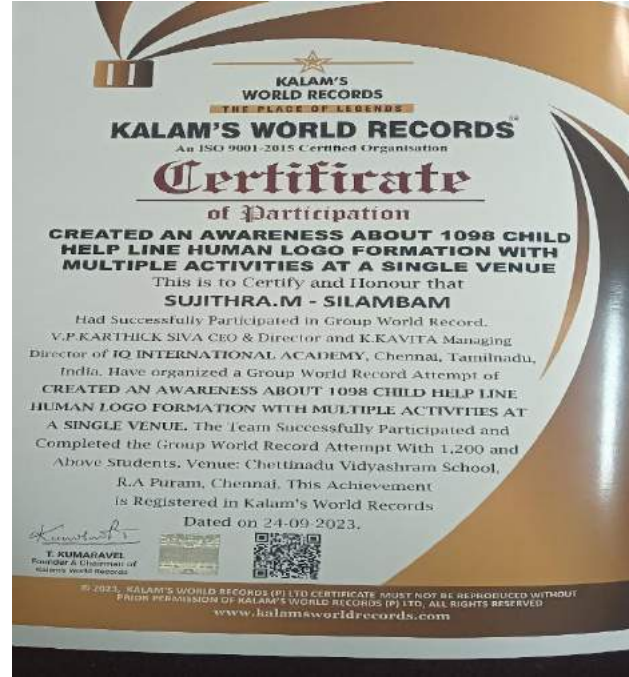 KALAM'S
WORLD RECORDS
THE PLACE OF LEGENDS
KALAM'S WORLD RECORDS
An ISO 9001-2015 Certified Organisation
Certificate
of Participation
CREATED AN AWARENESS ABOUT 1098 CHILD
HELP LINE HUMAN LOGO FORMATION WITH
MULTIPLE ACTIVITIES AT A SINGLE VENUE
This is to Certify and Honour that
SUJITHRA.M - SILAMBAM
Had Successfully Participated in Group World Record.
V.P.KARTHICK SIVA CEO & Director and K.KAVITA Managing
Director of IQ INTERNATIONAL ACADEMY, Chennai, Tamilnadu,
India. Have organized a Group World Record Attempt of
CREATED AN AWARENESS ABOUT 1098 CHILD HELP LINE
HUMAN LOGO FORMATION WITH MULTIPLE ACTIVITIES AT
A SINGLE VENUE. The Team Successfully Participated and
Completed the Group World Record Attempt With 1,200 and
Above Students. Venue: Chettinadu Vidyashram School,
R.A Puram, Chennai. This Achievement
is Registered in Kalam's World Records
Dated on 24-09-2023.
T. KUMARAVEL
Founder & Chairman of
Kalam's World Records
© 2023, KALAM'S WORLD RECORDS (P) LTD CERTIFICATE MUST NOT BE REPRODUCED WITHOUT
PRIOR PERMISSION OF KALAM'S WORLD RECORDS (P) LTD, ALL RIGHTS RESERVED
www.kalamsworldrecords.com